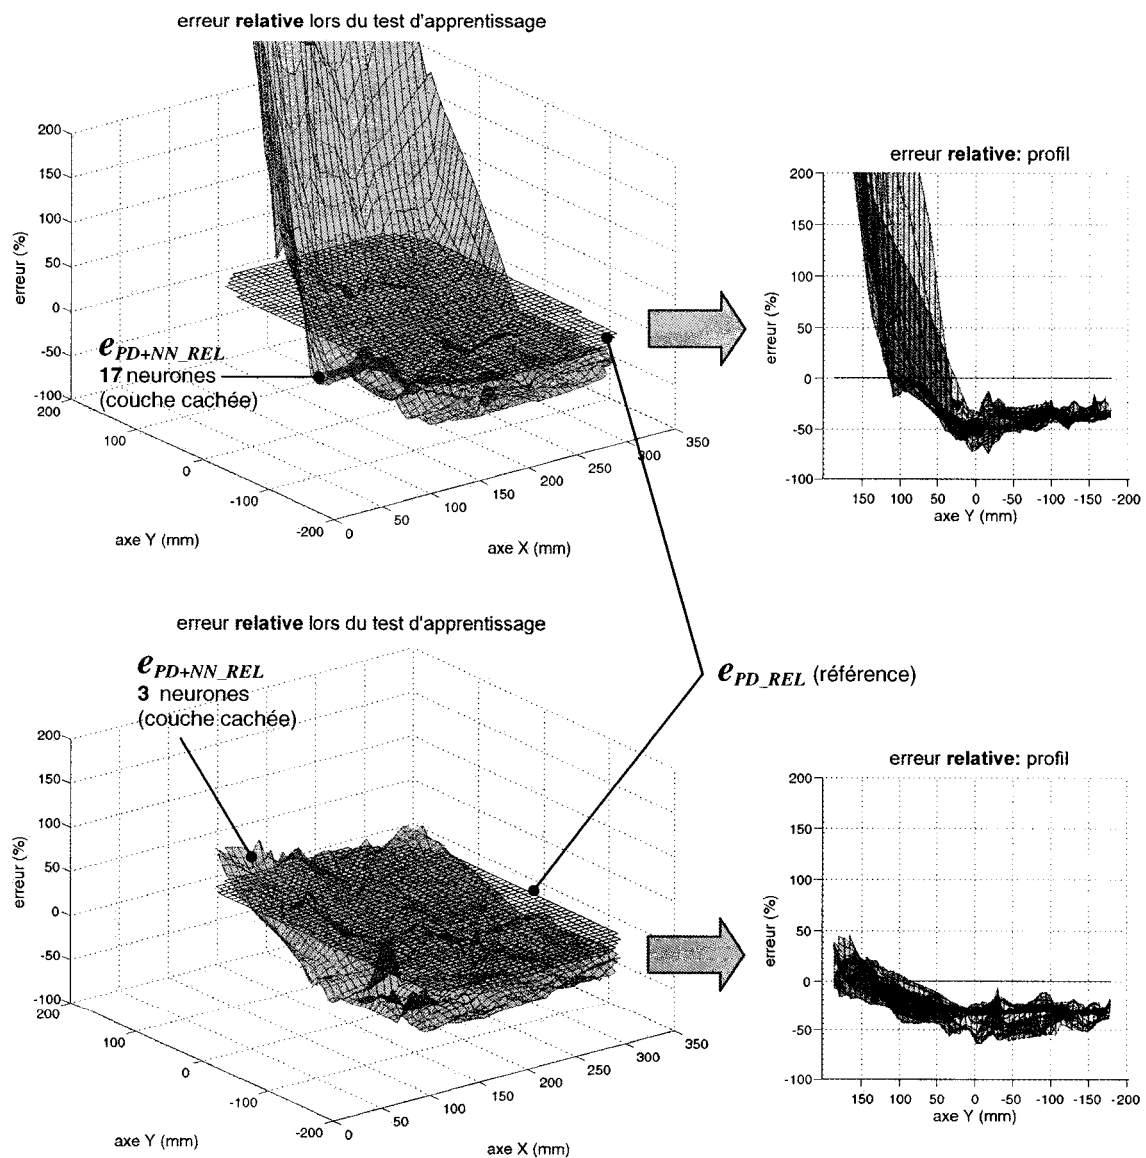 erreur relative lors du test d'apprentissage
200
150
100
50
0
-50
-100
erreur (%)
200
100
0
-100
-200
axe Y (mm)
0
50
100
150
200
250
300
350
axe X (mm)
e PD+NN_REL
17 neurones
(couche cachée)
erreur relative: profil
200
150
100
50
0
-50
-100
erreur (%)
150 100 50 0 -50 -100 -150 -200
axe Y (mm)
e PD_REL (référence)
erreur relative lors du test d'apprentissage
e PD+NN_REL
3 neurones
(couche cachée)
200
150
100
50
0
-50
-100
erreur (%)
200
100
0
-100
-200
axe Y (mm)
0
50
100
150
200
250
300
350
axe X (mm)
erreur relative: profil
200
150
100
50
0
-50
-100
erreur (%)
150 100 50 0 -50 -100 -150 -200
axe Y (mm)